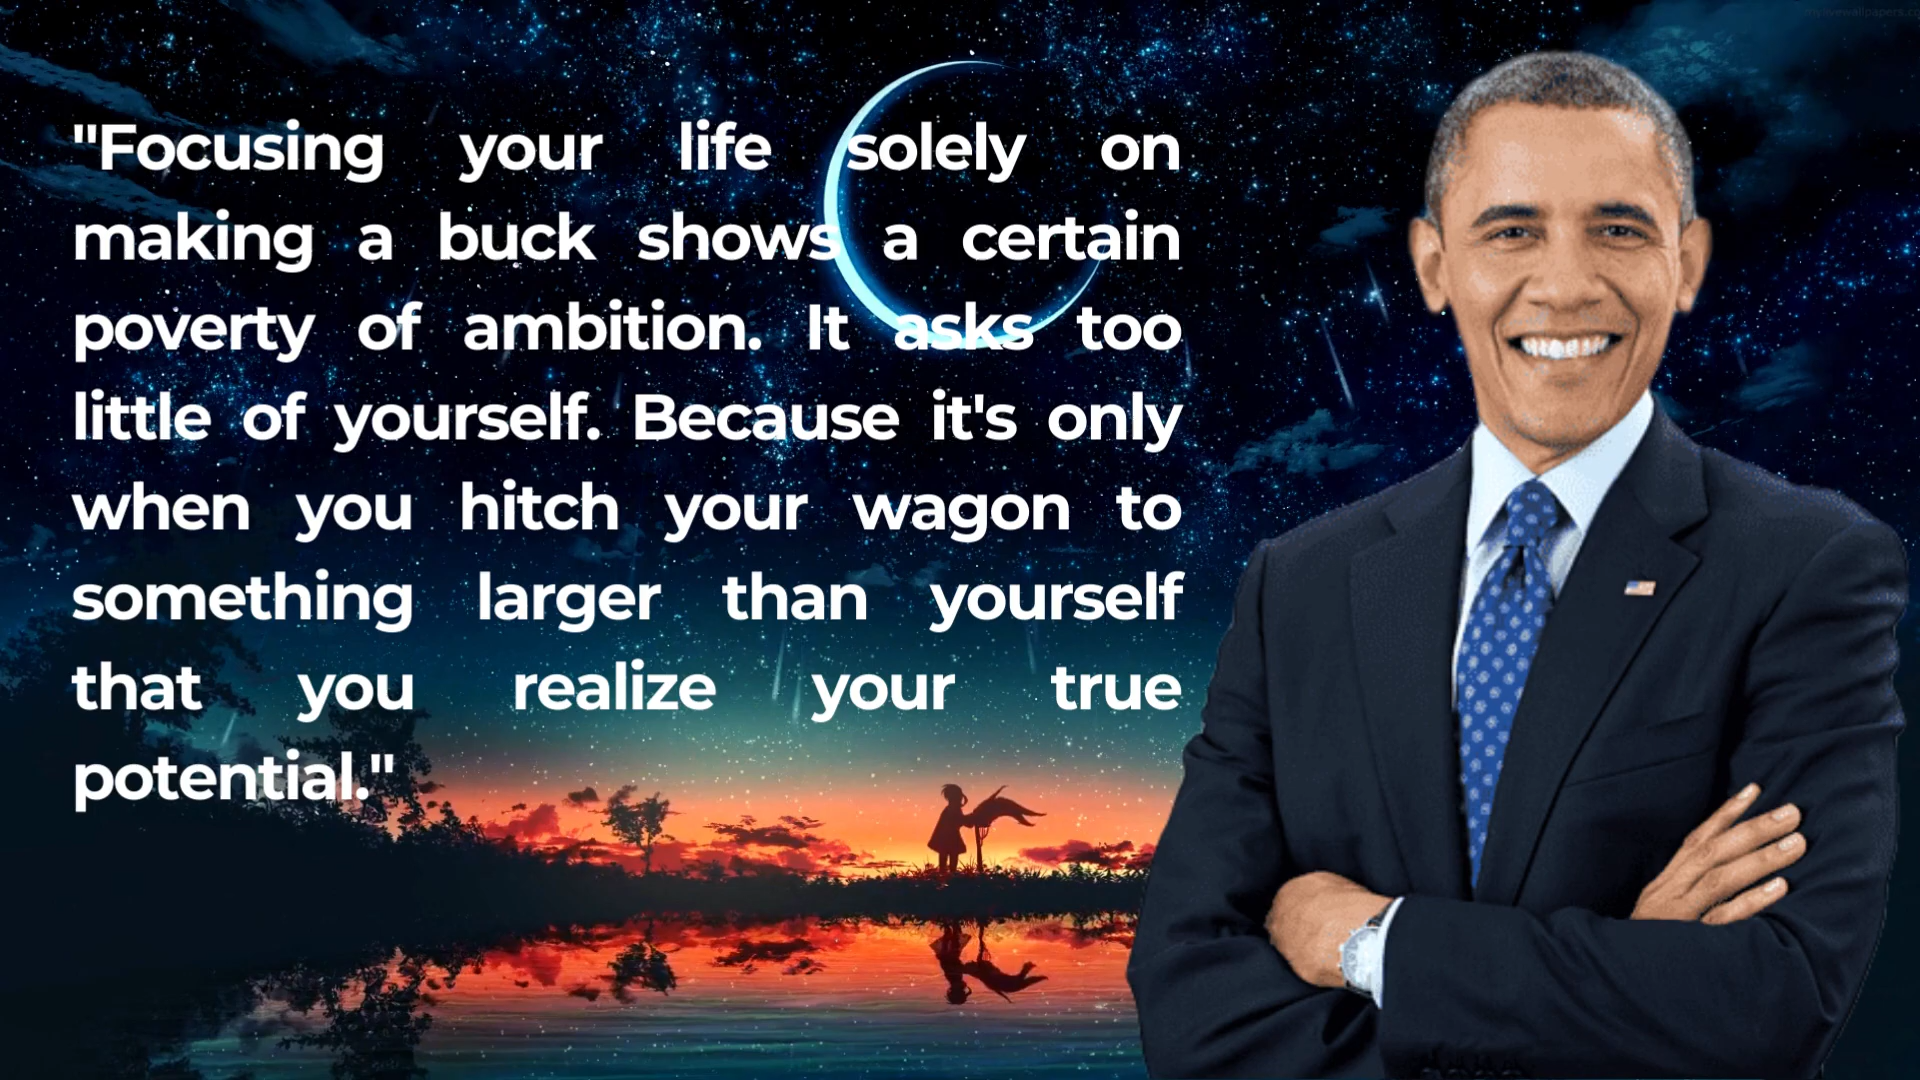 "Focusing your life solely on
making a buck shows a certain
poverty of ambition. It asks too
little of yourself. Because it's only
when you hitch your wagon to
something larger than yourself
that you realize your true
potential."